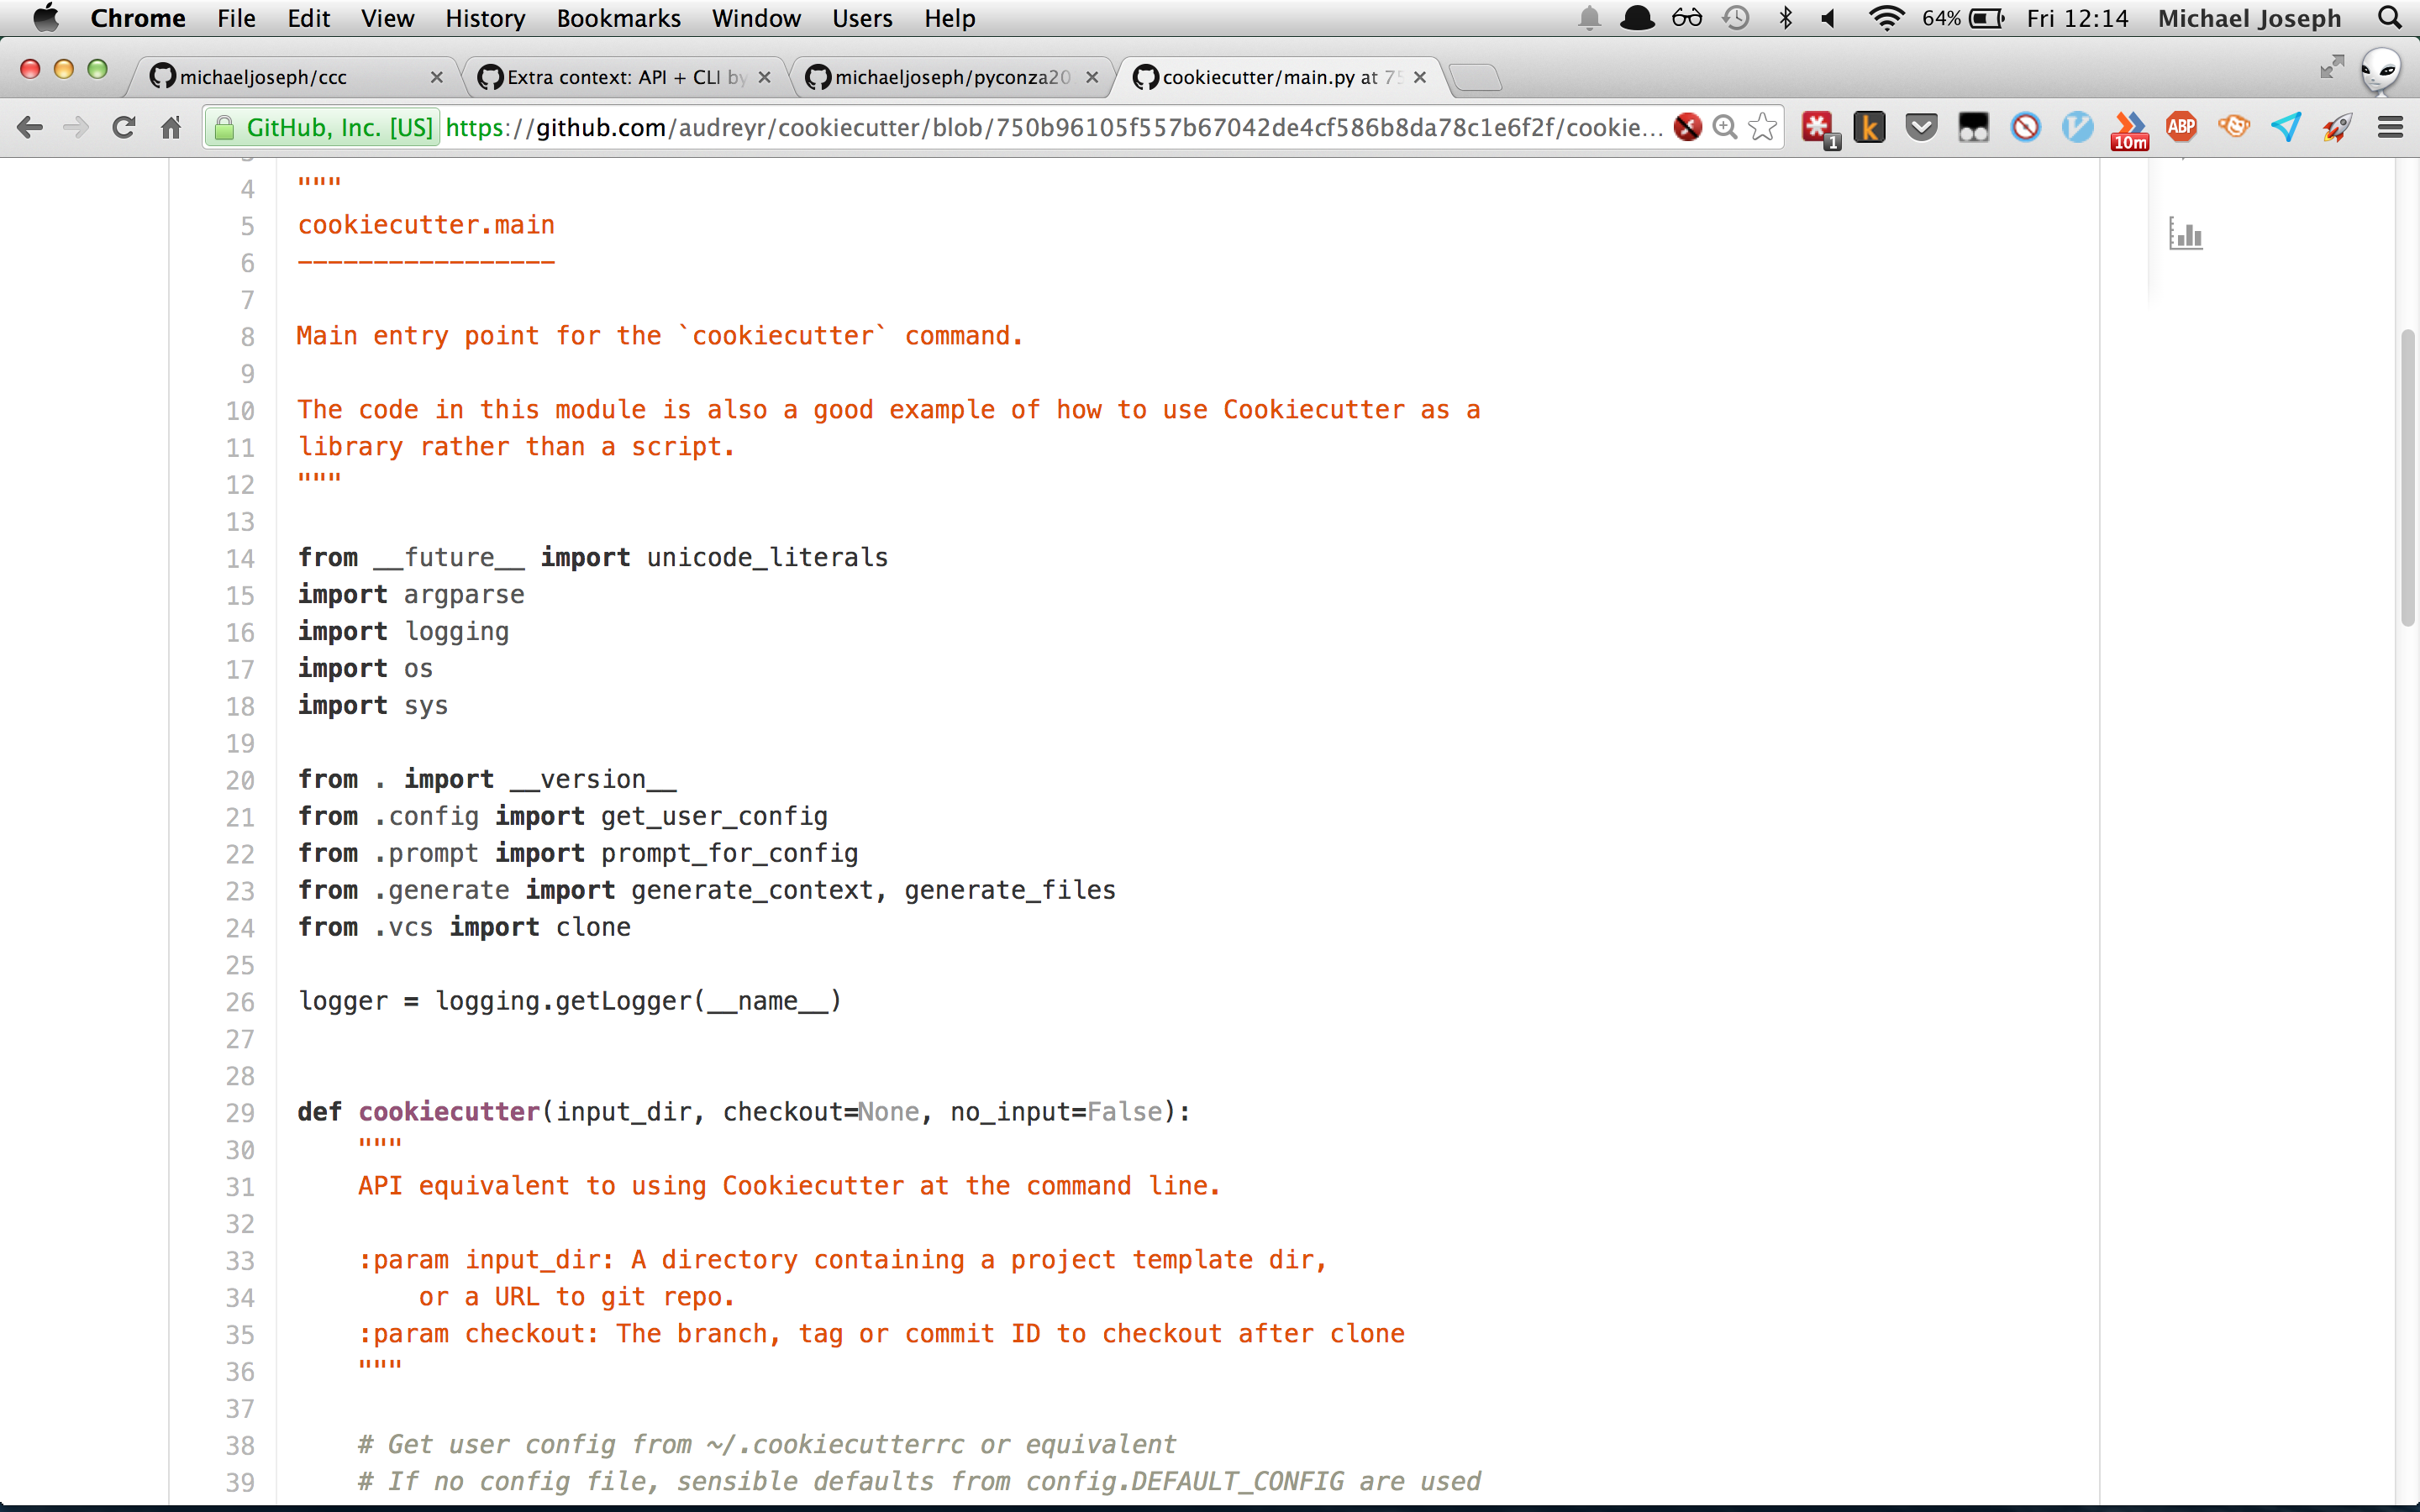 Chrome File Edit View History Bookmarks Window Users Help 64% Fri 12:14 Michael Joseph
michaeljoseph/ccc Extra context: API + CLI by michaeljoseph/pyconza20 cookiecutter/main.py at 75
GitHub, Inc. [US] https://github.com/audreyr/cookiecutter/blob/750b96105f557b67042de4cf586b8da78c1e6f2f/cookie... 1 k 10m ABP
4 """
5 cookiecutter.main
6 -----------------
7
8 Main entry point for the `cookiecutter` command.
9
10 The code in this module is also a good example of how to use Cookiecutter as a
11 library rather than a script.
12 """
13
14 from __future__ import unicode_literals
15 import argparse
16 import logging
17 import os
18 import sys
19
20 from . import __version__
21 from .config import get_user_config
22 from .prompt import prompt_for_config
23 from .generate import generate_context, generate_files
24 from .vcs import clone
25
26 logger = logging.getLogger(__name__)
27
28
29 def cookiecutter(input_dir, checkout=None, no_input=False):
30     """
31     API equivalent to using Cookiecutter at the command line.
32
33     :param input_dir: A directory containing a project template dir,
34         or a URL to git repo.
35     :param checkout: The branch, tag or commit ID to checkout after clone
36     """
37
38     # Get user config from ~/.cookiecutterrc or equivalent
39     # If no config file, sensible defaults from config.DEFAULT_CONFIG are used